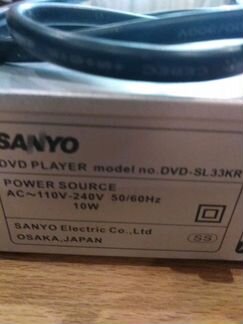 SANYO
DVD PLAYER model no.DVD-SL33KR
POWER SOURCE
AC～110V-240V 50/60Hz
10W
SANYO Electric Co.,Ltd
OSAKA,JAPAN
SS